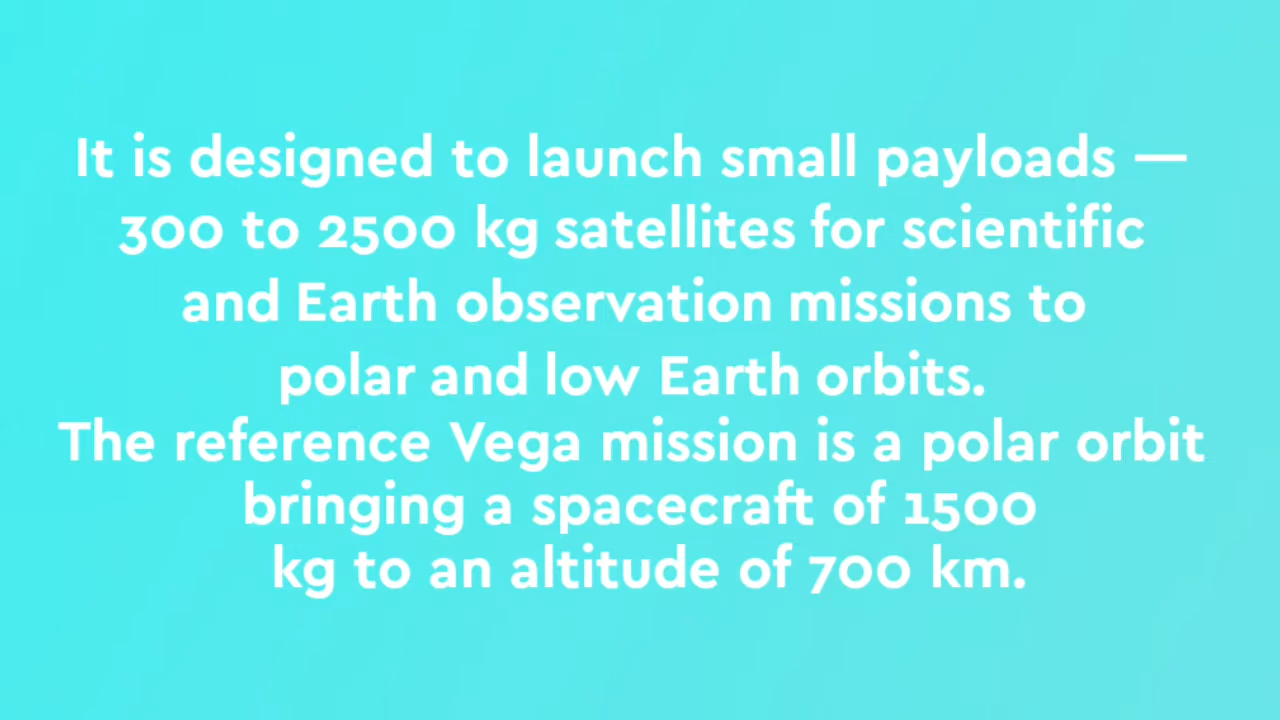 It is designed to launch small payloads —
300 to 2500 kg satellites for scientific
and Earth observation missions to
polar and low Earth orbits.
The reference Vega mission is a polar orbit
bringing a spacecraft of 1500
kg to an altitude of 700 km.